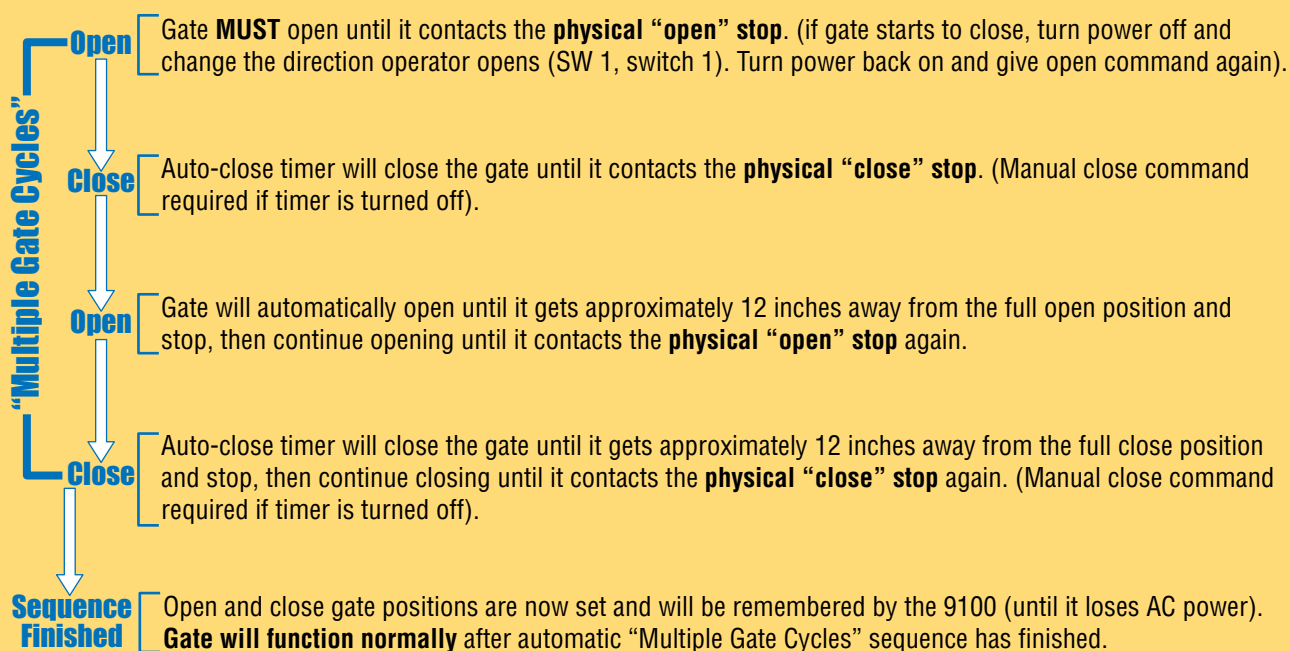 "Multiple Gate Cycles"
Open
Gate MUST open until it contacts the physical “open” stop. (if gate starts to close, turn power off and
change the direction operator opens (SW 1, switch 1). Turn power back on and give open command again).
Close
Auto-close timer will close the gate until it contacts the physical “close” stop. (Manual close command
required if timer is turned off).
Open
Gate will automatically open until it gets approximately 12 inches away from the full open position and
stop, then continue opening until it contacts the physical “open” stop again.
Close
Auto-close timer will close the gate until it gets approximately 12 inches away from the full close position
and stop, then continue closing until it contacts the physical “close” stop again. (Manual close command
required if timer is turned off).
Sequence
Finished
Open and close gate positions are now set and will be remembered by the 9100 (until it loses AC power).
Gate will function normally after automatic “Multiple Gate Cycles” sequence has finished.